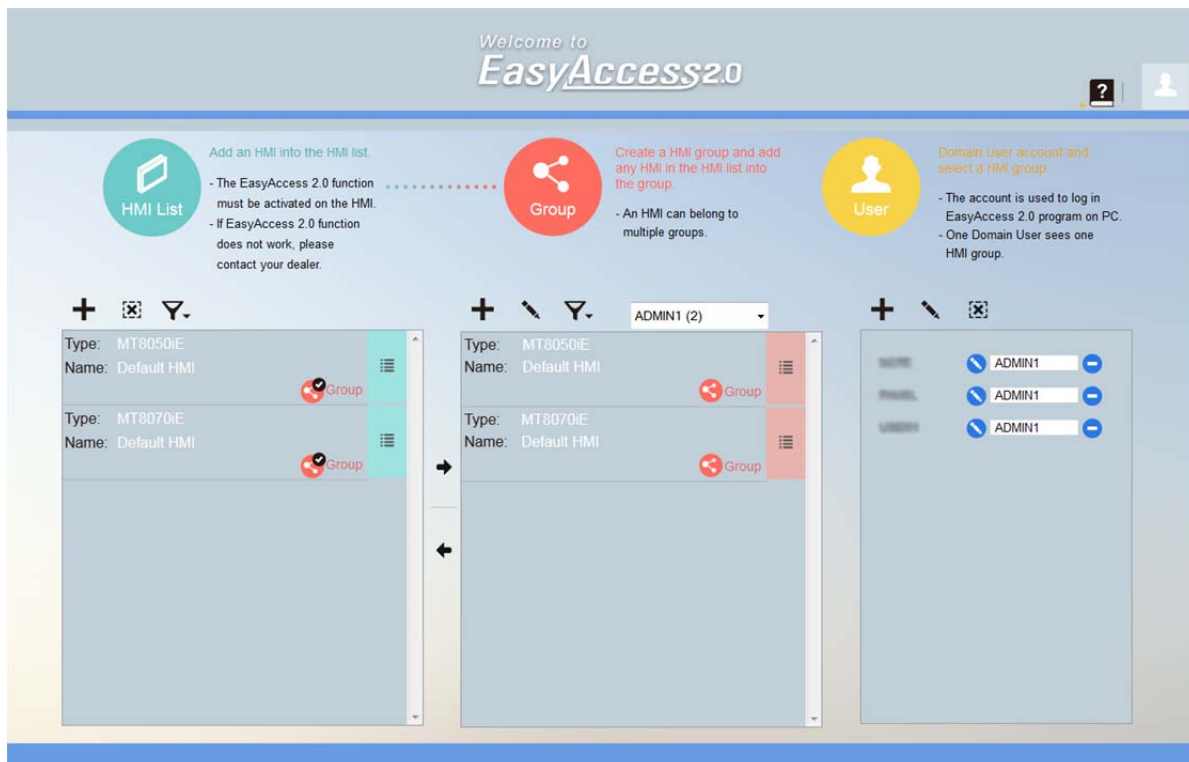 Welcome to
EasyAccess2.0
?
HMI List
Add an HMI into the HMI list.
- The EasyAccess 2.0 function
must be activated on the HMI.
- If EasyAccess 2.0 function
does not work, please
contact your dealer.
Group
Create a HMI group and add
any HMI in the HMI list into
the group.
- An HMI can belong to
multiple groups.
User
Domain User account and
select a HMI group.
- The account is used to log in
EasyAccess 2.0 program on PC.
- One Domain User sees one
HMI group.
Type: MT8050iE
Name: Default HMI
Group
Type: MT8070iE
Name: Default HMI
Group
ADMIN1 (2)
Type: MT8050iE
Name: Default HMI
Group
Type: MT8070iE
Name: Default HMI
Group
ADMIN1
ADMIN1
ADMIN1